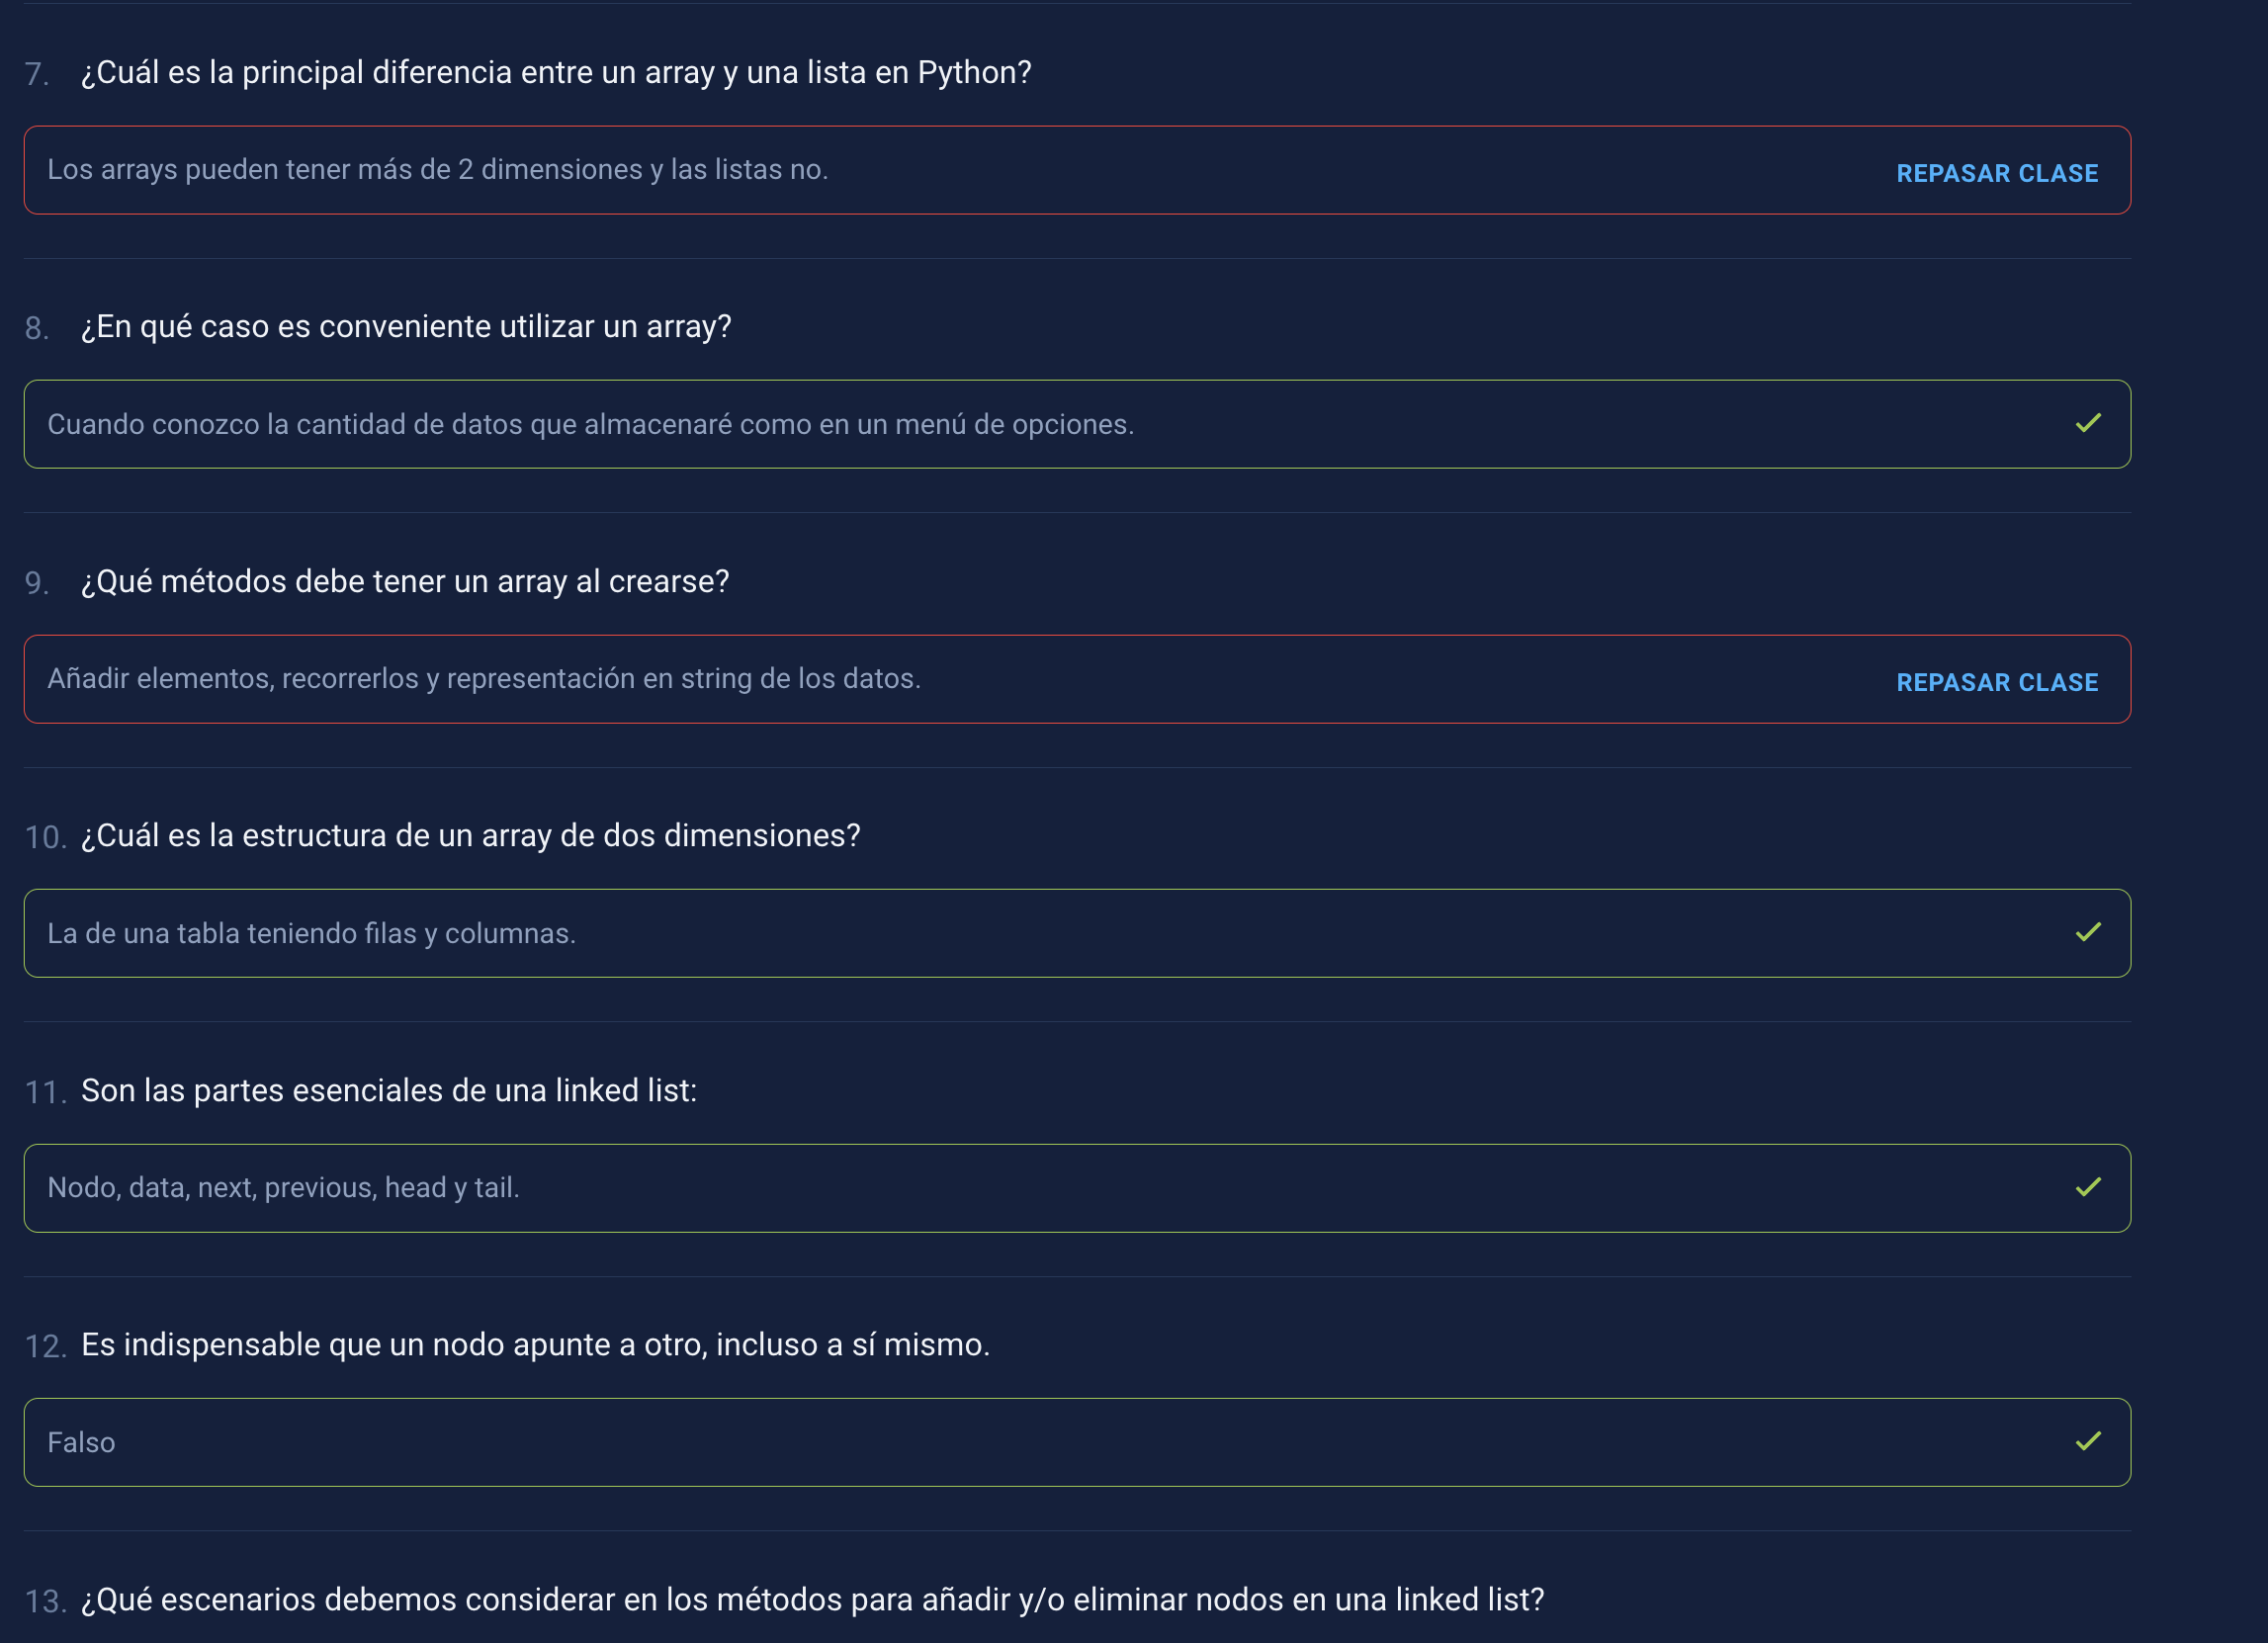 7. ¿Cuál es la principal diferencia entre un array y una lista en Python?
Los arrays pueden tener más de 2 dimensiones y las listas no. REPASAR CLASE
8. ¿En qué caso es conveniente utilizar un array?
Cuando conozco la cantidad de datos que almacenaré como en un menú de opciones.
9. ¿Qué métodos debe tener un array al crearse?
Añadir elementos, recorrerlos y representación en string de los datos. REPASAR CLASE
10. ¿Cuál es la estructura de un array de dos dimensiones?
La de una tabla teniendo filas y columnas.
11. Son las partes esenciales de una linked list:
Nodo, data, next, previous, head y tail.
12. Es indispensable que un nodo apunte a otro, incluso a sí mismo.
Falso
13. ¿Qué escenarios debemos considerar en los métodos para añadir y/o eliminar nodos en una linked list?